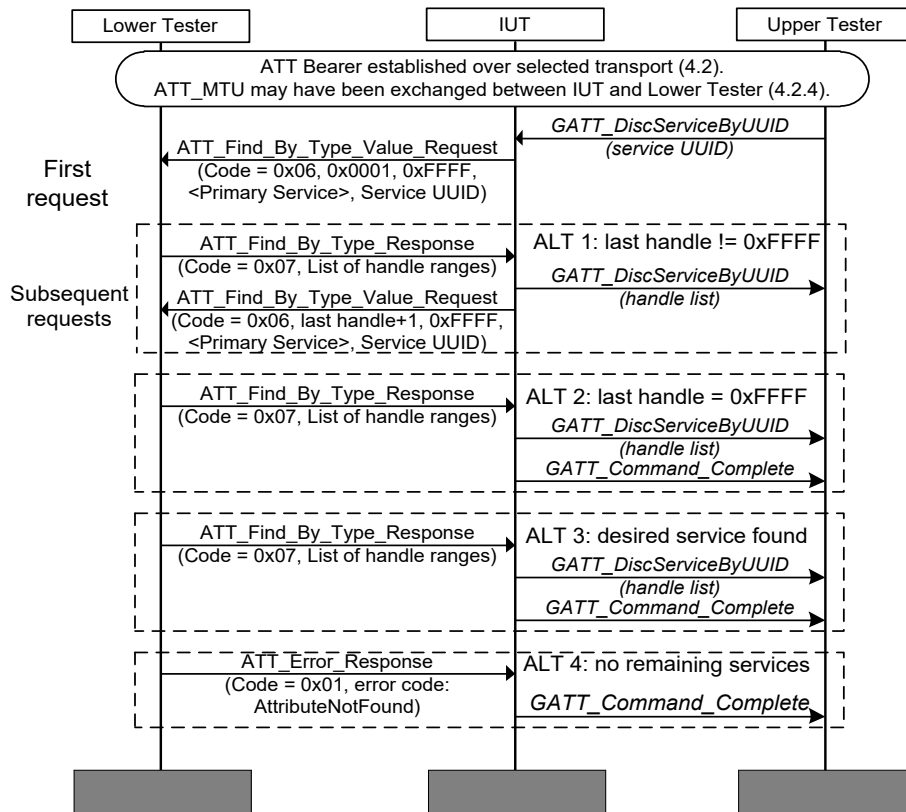 Lower Tester
IUT
Upper Tester
ATT Bearer established over selected transport (4.2).
ATT_MTU may have been exchanged between IUT and Lower Tester (4.2.4).
GATT_DiscServiceByUUID
(service UUID)
First
request
ATT_Find_By_Type_Value_Request
(Code = 0x06, 0x0001, 0xFFFF,
<Primary Service>, Service UUID)
Subsequent
requests
ATT_Find_By_Type_Response
(Code = 0x07, List of handle ranges)
ALT 1: last handle != 0xFFFF
GATT_DiscServiceByUUID
(handle list)
ATT_Find_By_Type_Value_Request
(Code = 0x06, last handle+1, 0xFFFF,
<Primary Service>, Service UUID)
ATT_Find_By_Type_Response
(Code = 0x07, List of handle ranges)
ALT 2: last handle = 0xFFFF
GATT_DiscServiceByUUID
(handle list)
GATT_Command_Complete
ATT_Find_By_Type_Response
(Code = 0x07, List of handle ranges)
ALT 3: desired service found
GATT_DiscServiceByUUID
(handle list)
GATT_Command_Complete
ATT_Error_Response
(Code = 0x01, error code:
AttributeNotFound)
ALT 4: no remaining services
GATT_Command_Complete